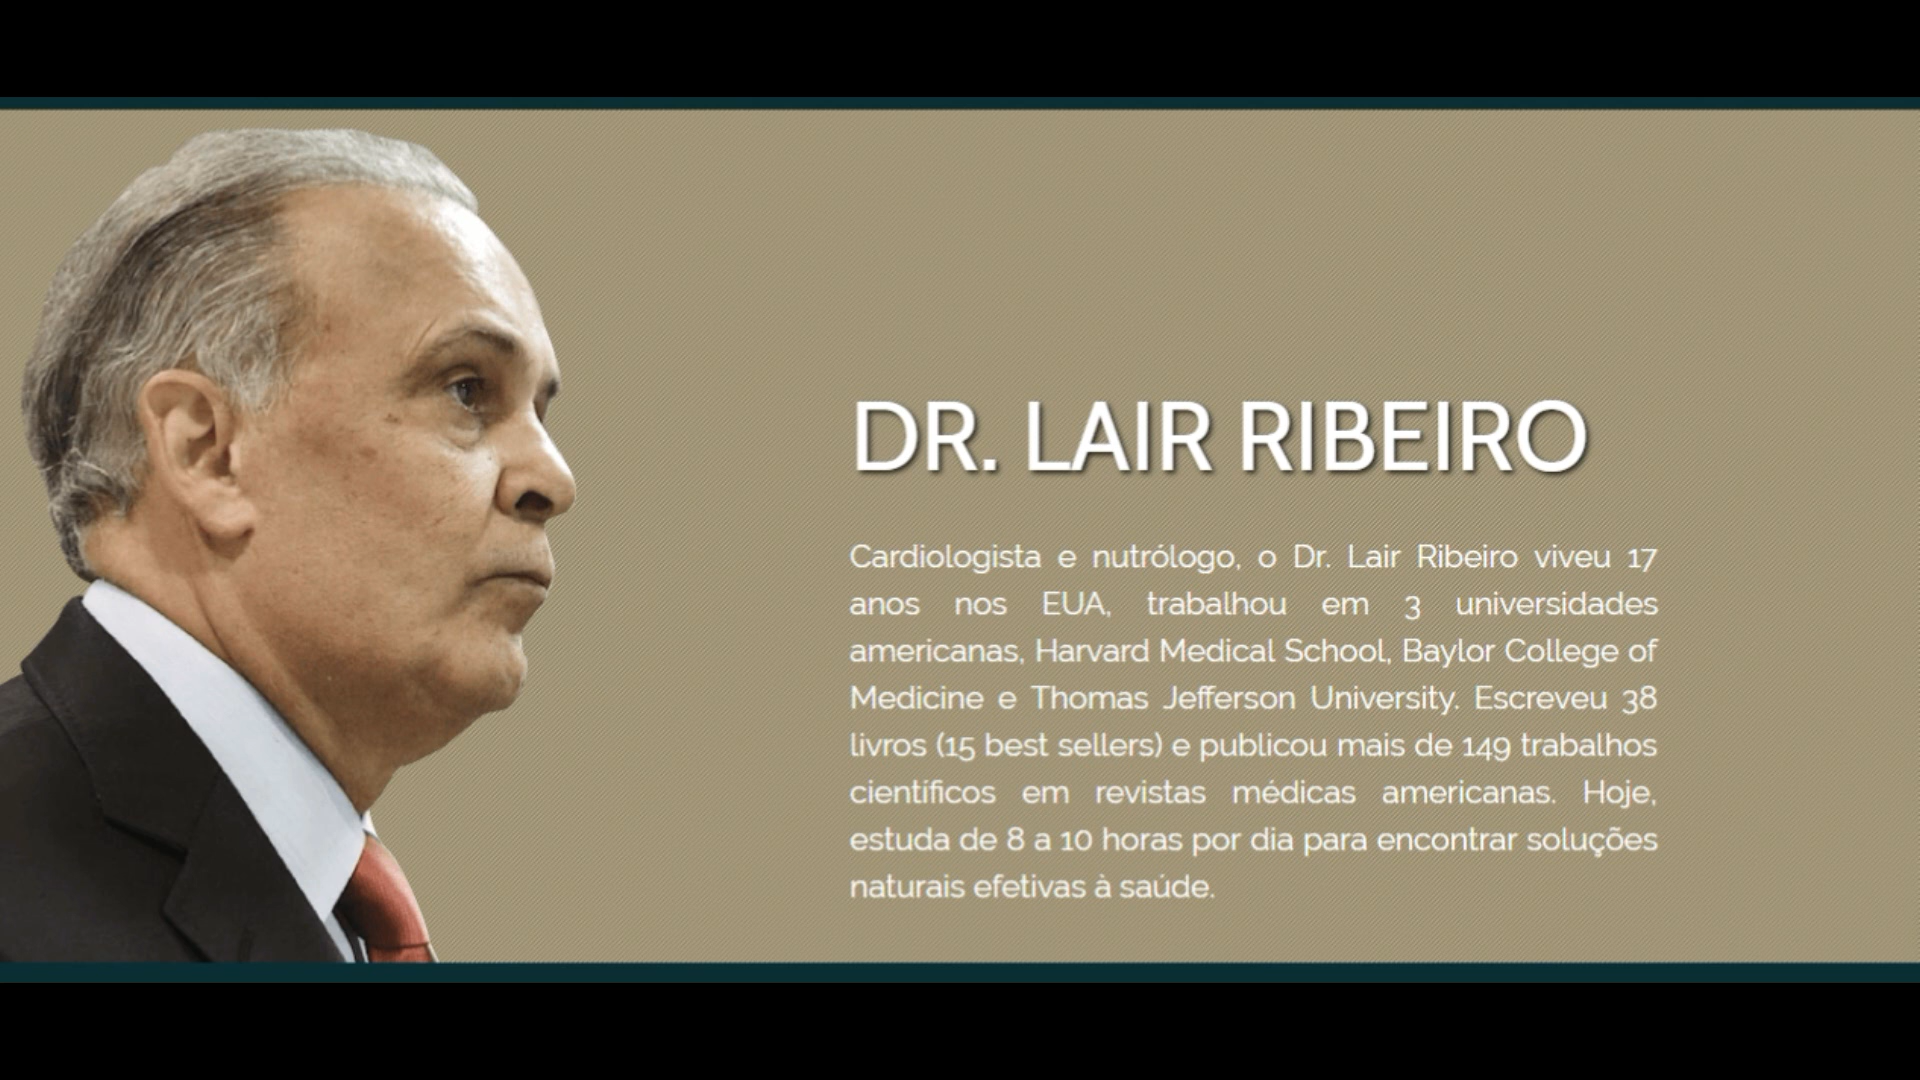 DR. LAIR RIBEIRO
Cardiologista e nutrólogo, o Dr. Lair Ribeiro viveu 17
anos nos EUA, trabalhou em 3 universidades
americanas, Harvard Medical School, Baylor College of
Medicine e Thomas Jefferson University. Escreveu 38
livros (15 best sellers) e publicou mais de 149 trabalhos
científicos em revistas médicas americanas. Hoje,
estuda de 8 a 10 horas por dia para encontrar soluções
naturais efetivas à saúde.